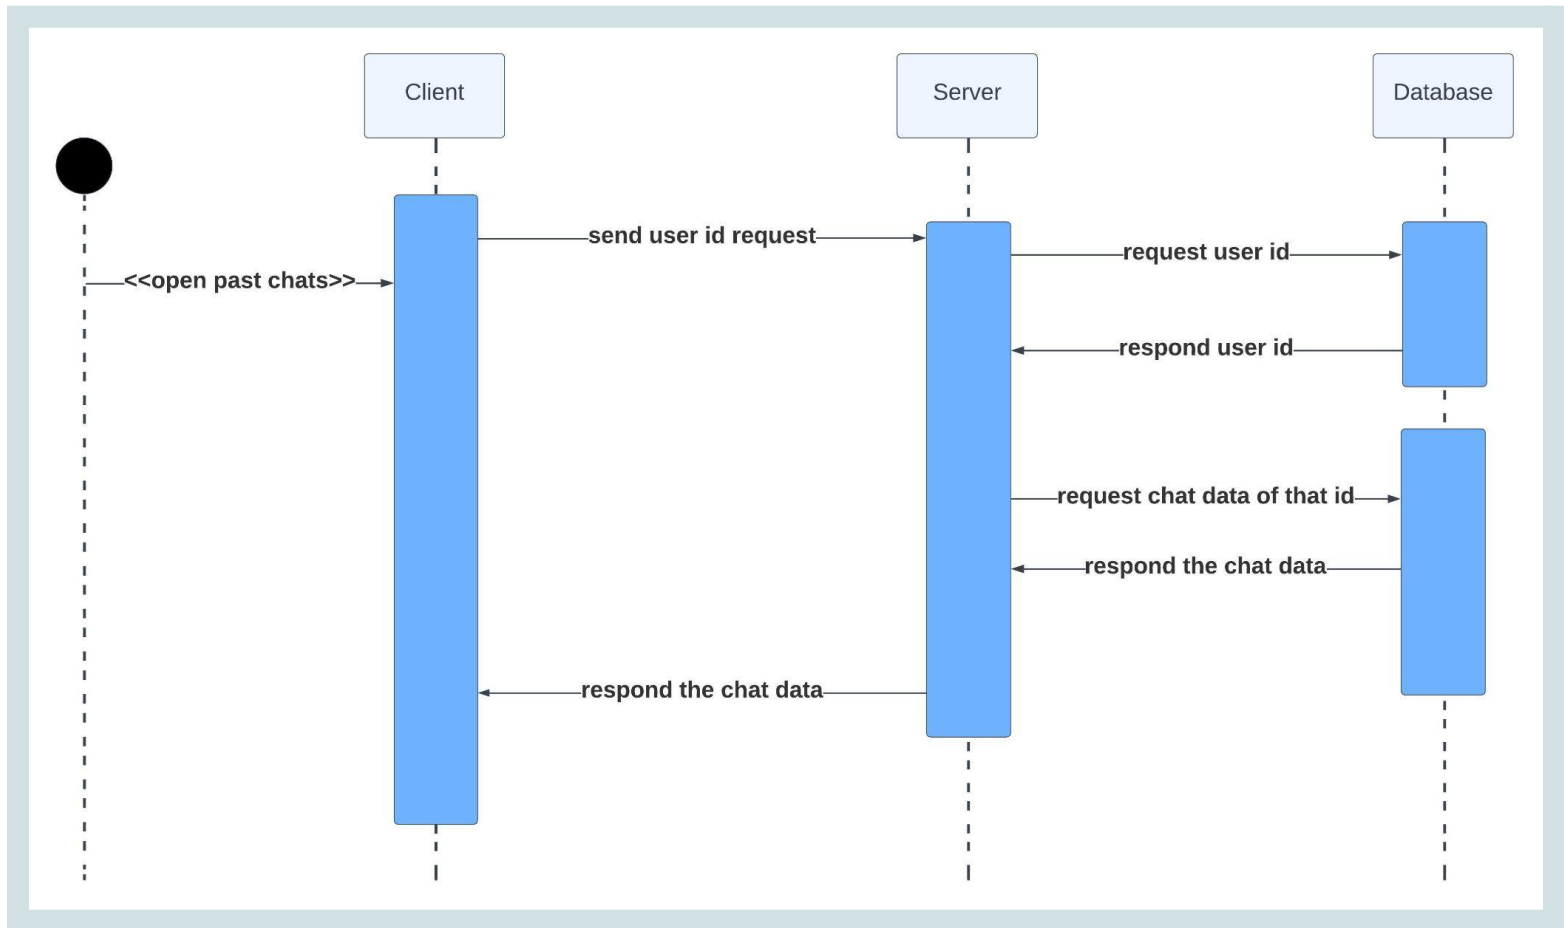 Client
Server
Database
send user id request
request user id
<<open past chats>>
respond user id
request chat data of that id
respond the chat data
respond the chat data